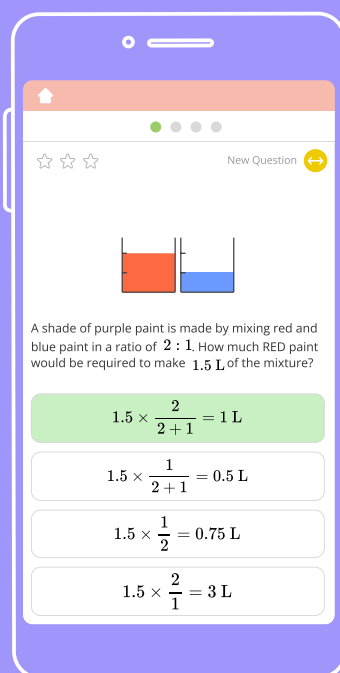 New Question
A shade of purple paint is made by mixing red and
blue paint in a ratio of 2 : 1. How much RED paint
would be required to make 1.5 L of the mixture?
1.5 × 2/(2 + 1) = 1 L
1.5 × 1/(2 + 1) = 0.5 L
1.5 × 1/2 = 0.75 L
1.5 × 2/1 = 3 L